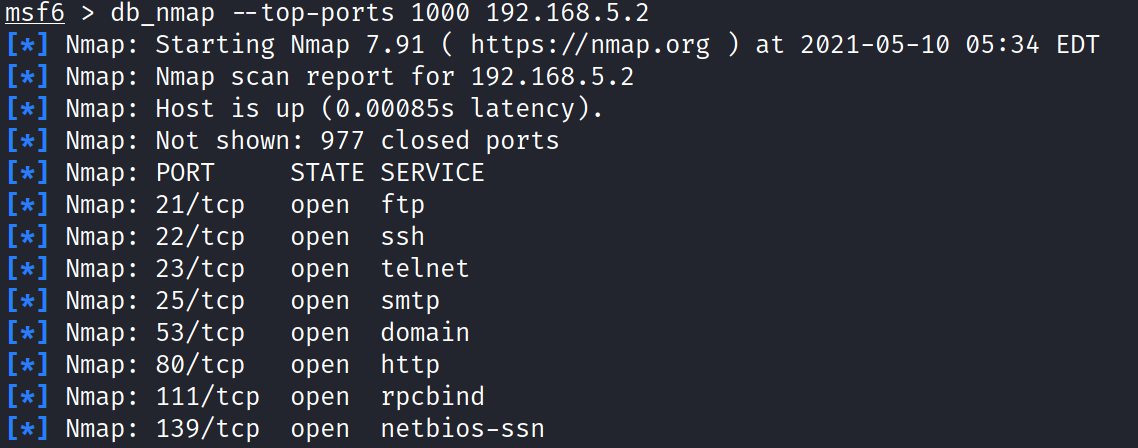 msf6 > db_nmap --top-ports 1000 192.168.5.2
[*] Nmap: Starting Nmap 7.91 ( https://nmap.org ) at 2021-05-10 05:34 EDT
[*] Nmap: Nmap scan report for 192.168.5.2
[*] Nmap: Host is up (0.00085s latency).
[*] Nmap: Not shown: 977 closed ports
[*] Nmap: PORT     STATE SERVICE
[*] Nmap: 21/tcp   open  ftp
[*] Nmap: 22/tcp   open  ssh
[*] Nmap: 23/tcp   open  telnet
[*] Nmap: 25/tcp   open  smtp
[*] Nmap: 53/tcp   open  domain
[*] Nmap: 80/tcp   open  http
[*] Nmap: 111/tcp  open  rpcbind
[*] Nmap: 139/tcp  open  netbios-ssn